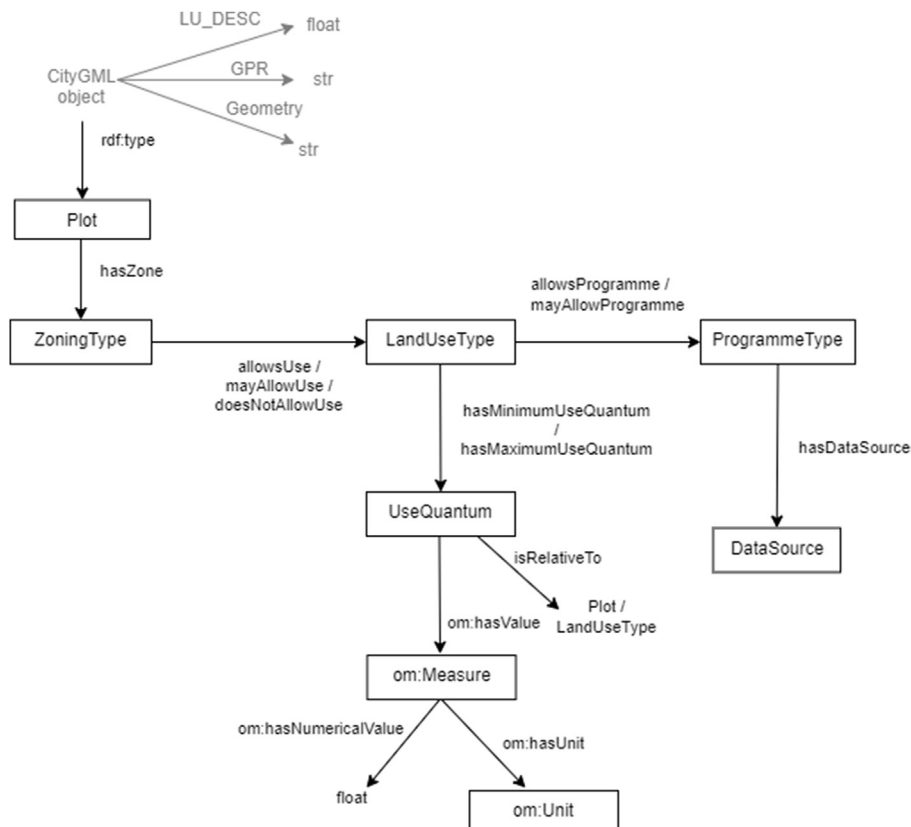 LU_DESC
float
CityGML
object
GPR
str
Geometry
str
rdf:type
Plot
hasZone
allowsProgramme /
mayAllowProgramme
ZoningType
LandUseType
ProgrammeType
allowsUse /
mayAllowUse /
doesNotAllowUse
hasMinimumUseQuantum
/
hasMaximumUseQuantum
hasDataSource
UseQuantum
DataSource
isRelativeTo
Plot /
LandUseType
om:hasValue
om:Measure
om:hasNumericalValue
om:hasUnit
float
om:Unit